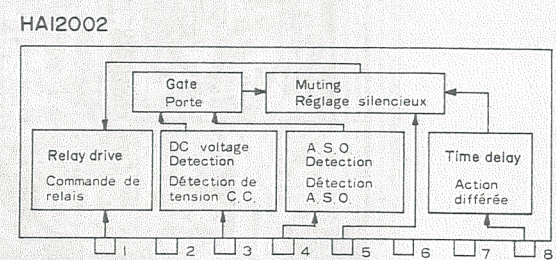 HA12002
Gate
Porte
Muting
Réglage silencieux
Relay drive
Commande de
relais
DC voltage
Detection
Détection de
tension C.C.
A.S.O.
Detection
Détection
A.S.O.
Time delay
Action
différée
1 2 3 4 5 6 7 8